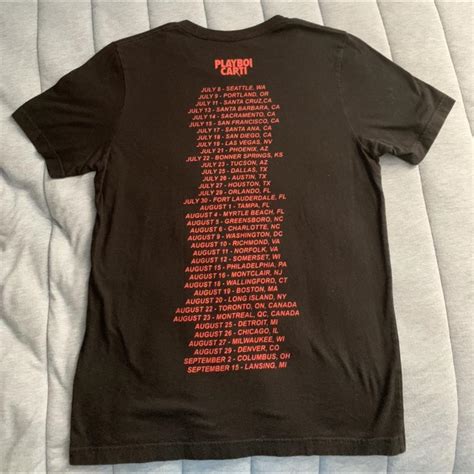 PLAYBOI
CARTI
JULY 8 - SEATTLE, WA
JULY 9 - PORTLAND, OR
JULY 11 - SANTA CRUZ,CA
JULY 13 - SANTA BARBARA, CA
JULY 14 - SACRAMENTO, CA
JULY 15 - SAN FRANCISCO, CA
JULY 17 - SANTA ANA, CA
JULY 18 - SAN DIEGO, CA
JULY 19 - LAS VEGAS, NV
JULY 21 - PHOENIX, AZ
JULY 22 - BONNER SPRINGS, KS
JULY 23 - TUCSON, AZ
JULY 25 - DALLAS, TX
JULY 26 - AUSTIN, TX
JULY 27 - HOUSTON, TX
JULY 29 - ORLANDO, FL
JULY 30 - FORT LAUDERDALE, FL
AUGUST 1 - TAMPA, FL
AUGUST 4 - MYRTLE BEACH, FL
AUGUST 5 - GREENSBORO, NC
AUGUST 6 - CHARLOTTE, NC
AUGUST 9 - WASHINGTON, DC
AUGUST 10 - RICHMOND, VA
AUGUST 11 - NORFOLK, VA
AUGUST 12 - SOMERSET, WI
AUGUST 15 - PHILADELPHIA, PA
AUGUST 16 - MONTCLAIR, NJ
AUGUST 18 - WALLINGFORD, CT
AUGUST 19 - BOSTON, MA
AUGUST 20 - LONG ISLAND, NY
AUGUST 22 - TORONTO, ON, CANADA
AUGUST 23 - MONTREAL, QC, CANADA
AUGUST 25 - DETROIT, MI
AUGUST 26 - CHICAGO, IL
AUGUST 27 - MILWAUKEE, WI
AUGUST 29 - DENVER, CO
SEPTEMBER 2 - COLUMBUS, OH
SEPTEMBER 15 - LANSING, MI